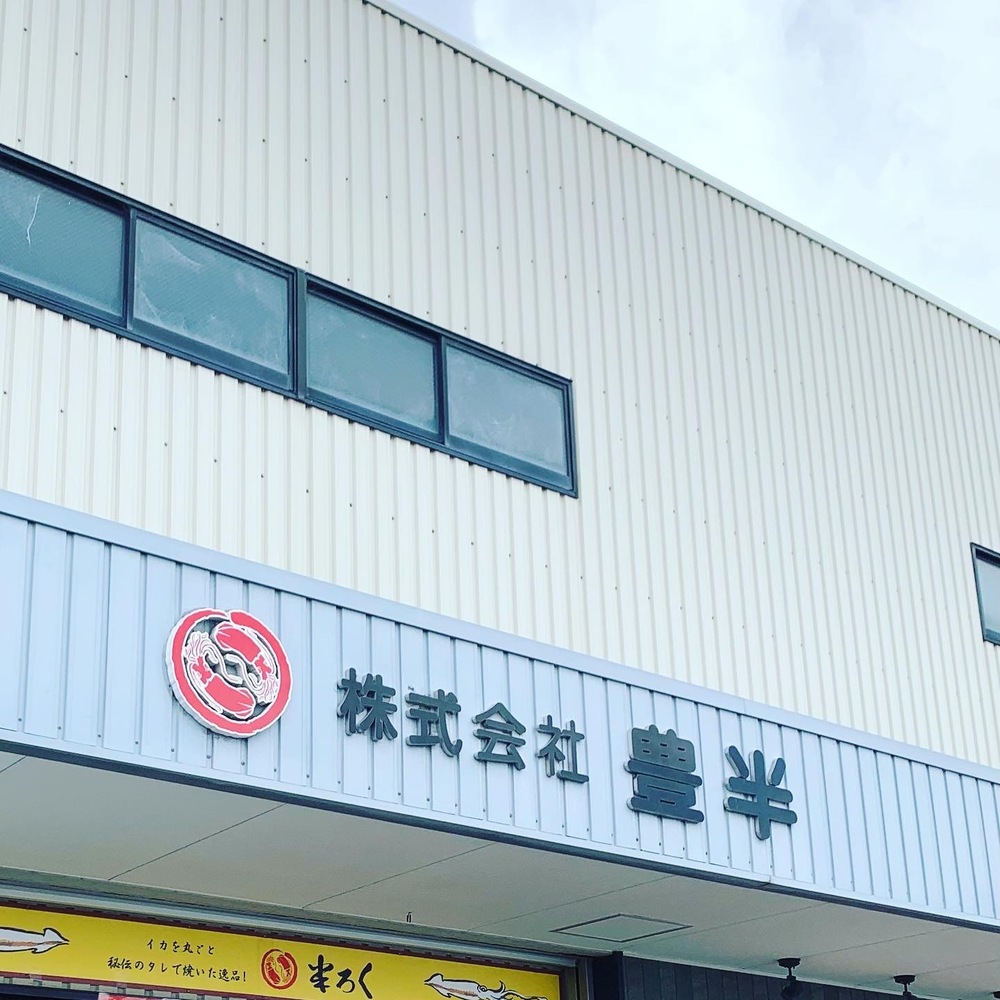 株式会社 豊半
イカを丸ごと
秘伝のタレで焼いた逸品!
半ろく